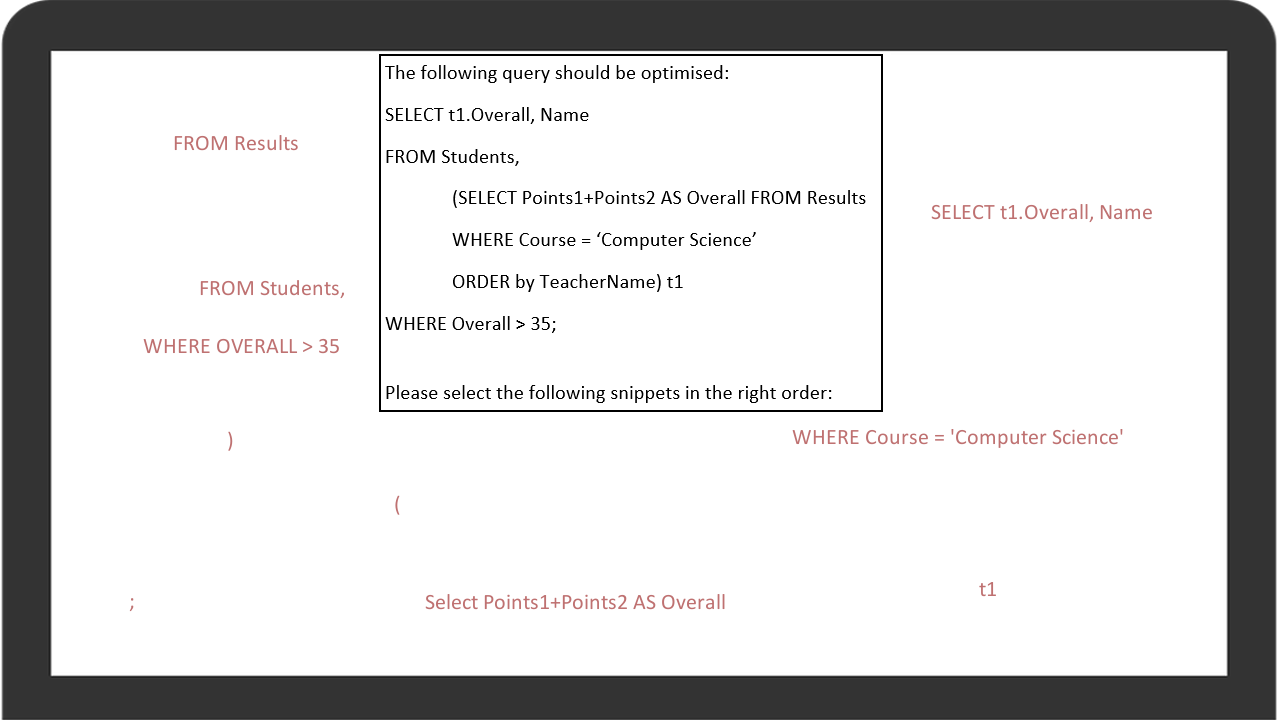 The following query should be optimised:
SELECT t1.Overall, Name
FROM Students,
(SELECT Points1+Points2 AS Overall FROM Results
WHERE Course = ‘Computer Science’
ORDER by TeacherName) t1
WHERE Overall > 35;
Please select the following snippets in the right order:
FROM Results
SELECT t1.Overall, Name
FROM Students,
WHERE OVERALL > 35
)
WHERE Course = 'Computer Science'
(
;
Select Points1+Points2 AS Overall
t1